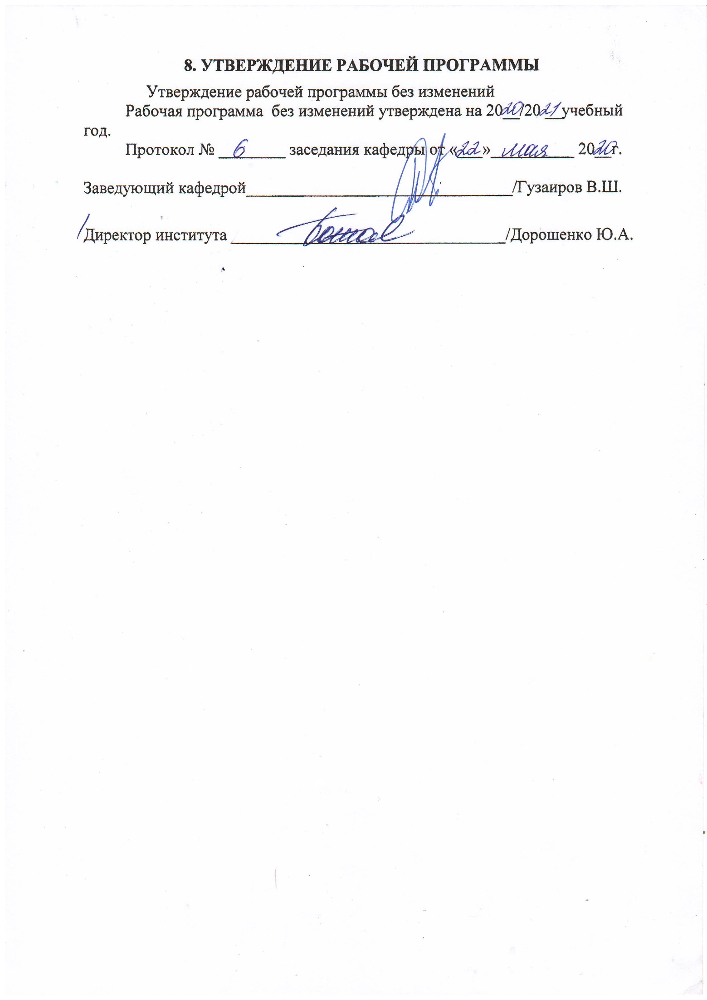 8. УТВЕРЖДЕНИЕ РАБОЧЕЙ ПРОГРАММЫ
Утверждение рабочей программы без изменений
Рабочая программа без изменений утверждена на 2020/2021 учебный
год.
Протокол № 6 заседания кафедры от «22» мая 2020г.
Заведующий кафедрой /Гузаиров В.Ш.
/Директор института /Дорошенко Ю.А.